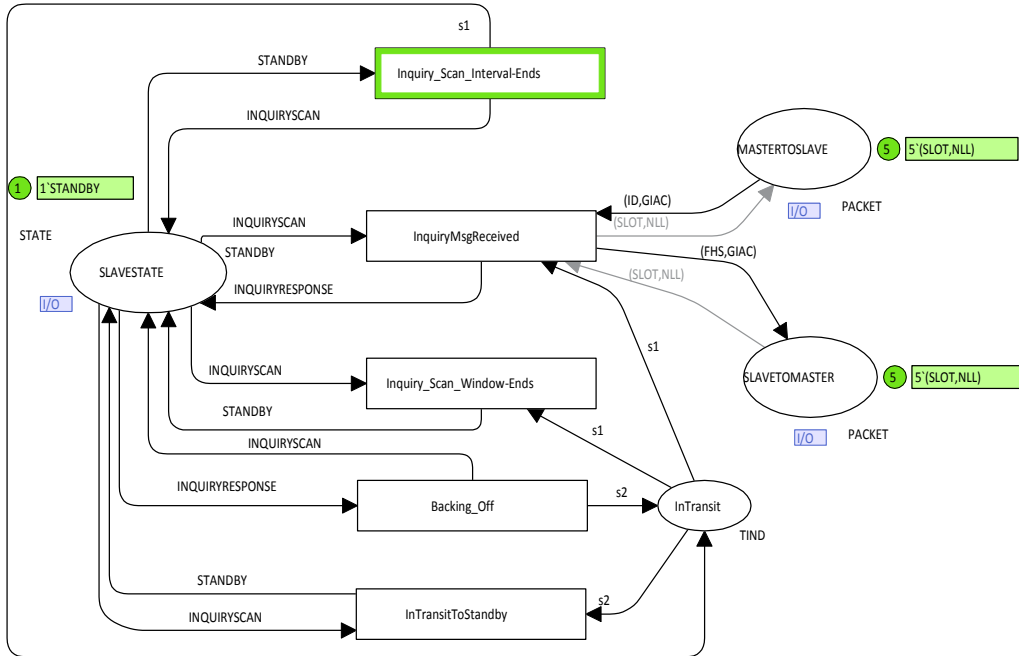 s1
STANDBY
Inquiry_Scan_Interval-Ends
INQUIRYSCAN
MASTERTOSLAVE
5
5`(SLOT,NLL)
1
1`STANDBY
(ID,GIAC)
I/O
PACKET
INQUIRYSCAN
(SLOT,NLL)
STATE
InquiryMsgReceived
STANDBY
(FHS,GIAC)
SLAVESTATE
(SLOT,NLL)
INQUIRYRESPONSE
I/O
s1
INQUIRYSCAN
Inquiry_Scan_Window-Ends
SLAVETOMASTER
5
5`(SLOT,NLL)
STANDBY
s1
I/O
PACKET
INQUIRYSCAN
INQUIRYRESPONSE
s2
Backing_Off
InTransit
TIND
STANDBY
s2
INQUIRYSCAN
InTransitToStandby